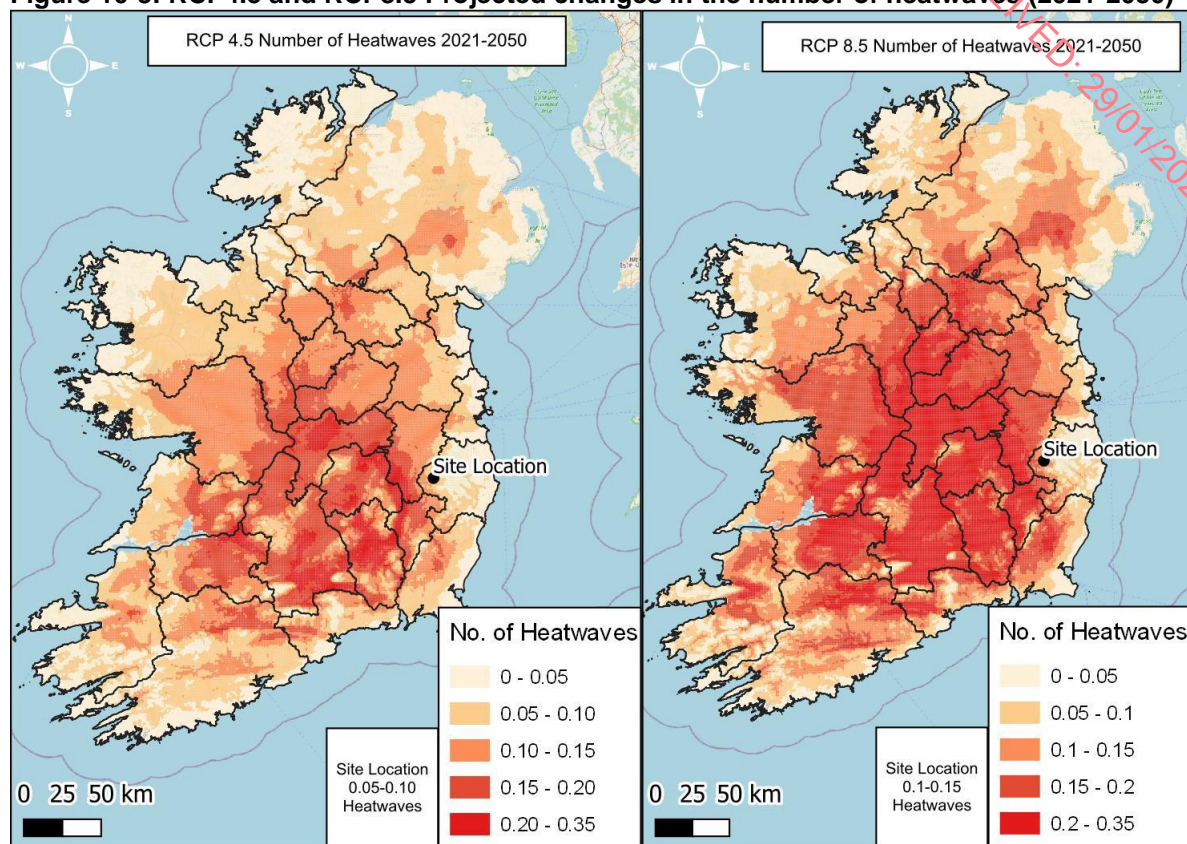 RCP 4.5 Number of Heatwaves 2021-2050
N
W
E
S
Site Location
No. of Heatwaves
0 - 0.05
0.05 - 0.10
0.10 - 0.15
0.15 - 0.20
0.20 - 0.35
Site Location
0.05-0.10
Heatwaves
0 25 50 km
RCP 8.5 Number of Heatwaves 2021-2050
N
W
E
S
Site Location
No. of Heatwaves
0 - 0.05
0.05 - 0.1
0.1 - 0.15
0.15 - 0.2
0.2 - 0.35
Site Location
0.1-0.15
Heatwaves
0 25 50 km